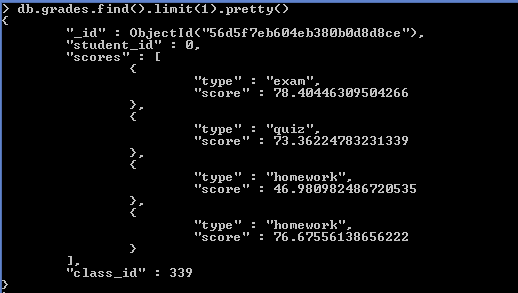 > db.grades.find().limit(1).pretty()
{
        "_id" : ObjectId("56d5f7eb604eb380b0d8d8ce"),
        "student_id" : 0,
        "scores" : [
                {
                        "type" : "exam",
                        "score" : 78.40446309504266
                },
                {
                        "type" : "quiz",
                        "score" : 73.36224783231339
                },
                {
                        "type" : "homework",
                        "score" : 46.980982486720535
                },
                {
                        "type" : "homework",
                        "score" : 76.67556138656222
                }
        ],
        "class_id" : 339
}